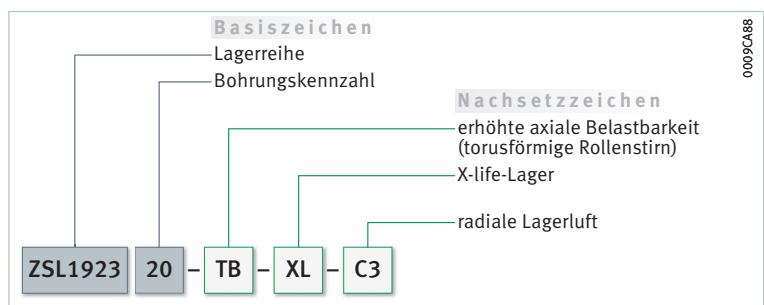 Basiszeichen
Lagerreihe
Bohrungskennzahl
Nachsetzzeichen
erhöhte axiale Belastbarkeit
(torusförmige Rollenstirn)
X-life-Lager
radiale Lagerluft
ZSL1923 20 – TB – XL – C3
0009CA88